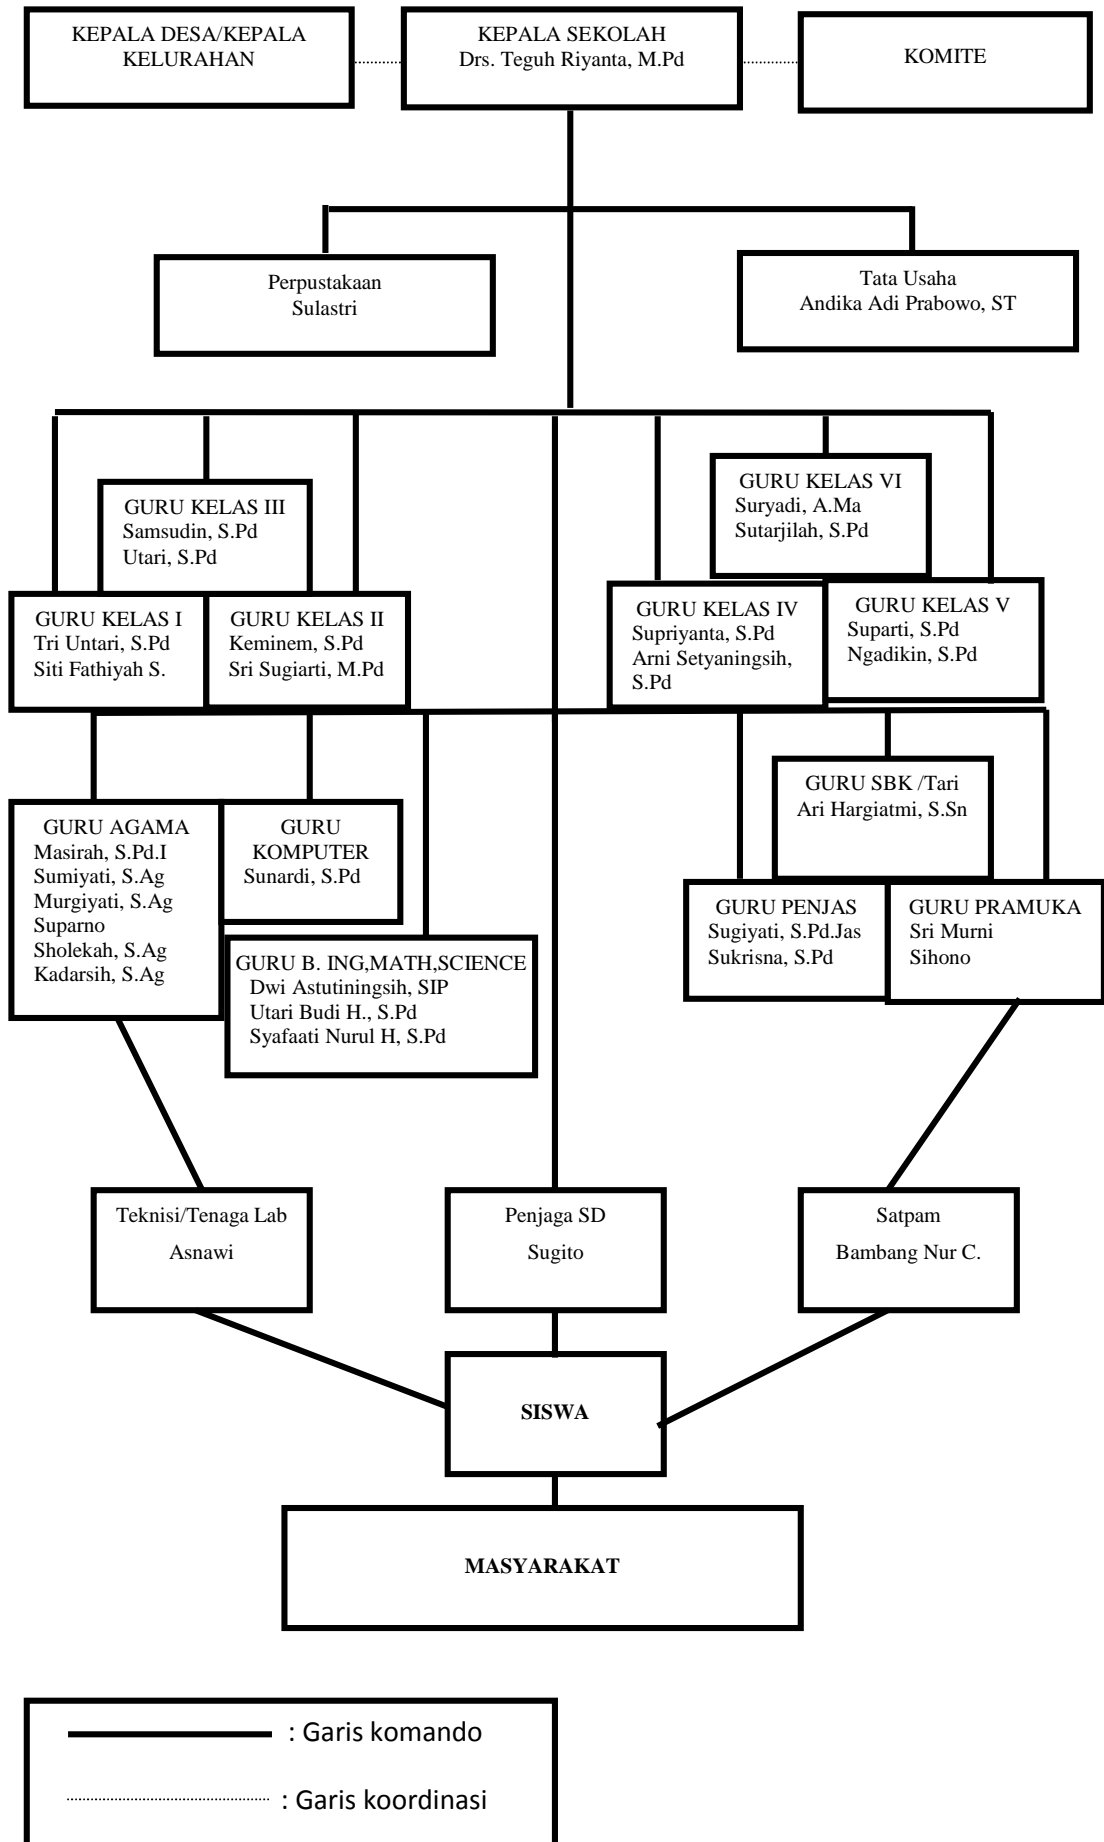 KEPALA DESA/KEPALA
KELURAHAN
KEPALA SEKOLAH
Drs. Teguh Riyanta, M.Pd
KOMITE
Perpustakaan
Sulastri
Tata Usaha
Andika Adi Prabowo, ST
GURU KELAS III
Samsudin, S.Pd
Utari, S.Pd
GURU KELAS VI
Suryadi, A.Ma
Sutarjilah, S.Pd
GURU KELAS I
Tri Untari, S.Pd
Siti Fathiyah S.
GURU KELAS II
Keminem, S.Pd
Sri Sugiarti, M.Pd
GURU KELAS IV
Supriyanta, S.Pd
Arni Setyaningsih,
S.Pd
GURU KELAS V
Suparti, S.Pd
Ngadikin, S.Pd
GURU AGAMA
Masirah, S.Pd.I
Sumiyati, S.Ag
Murgiyati, S.Ag
Suparno
Sholekah, S.Ag
Kadarsih, S.Ag
GURU
KOMPUTER
Sunardi, S.Pd
GURU B. ING,MATH,SCIENCE
Dwi Astutiningsih, SIP
Utari Budi H., S.Pd
Syafaati Nurul H, S.Pd
GURU SBK /Tari
Ari Hargiatmi, S.Sn
GURU PENJAS
Sugiyati, S.Pd.Jas
Sukrisna, S.Pd
GURU PRAMUKA
Sri Murni
Sihono
Teknisi/Tenaga Lab
Asnawi
Penjaga SD
Sugito
Satpam
Bambang Nur C.
SISWA
MASYARAKAT
: Garis komando
: Garis koordinasi